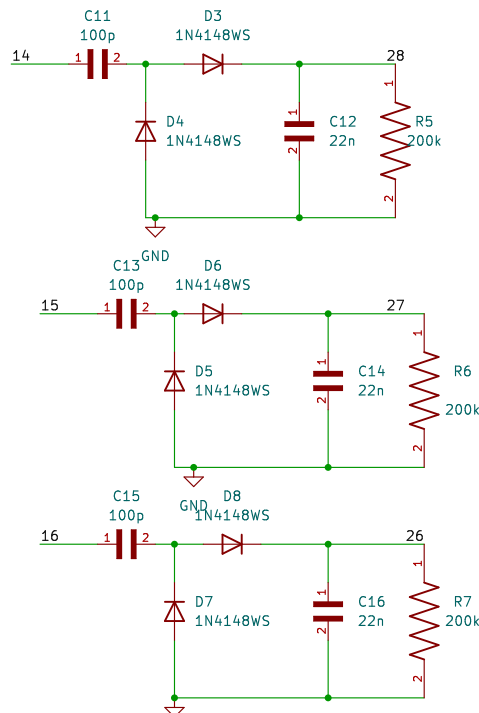 C11
100p
14
1
2
D3
1N4148WS
28
D4
1N4148WS
1
C12
22n
2
1
R5
200k
2
GND
C13
100p
15
1
2
D6
1N4148WS
27
D5
1N4148WS
1
C14
22n
2
1
R6
200k
2
GND
C15
100p
16
1
2
D8
1N4148WS
26
D7
1N4148WS
1
C16
22n
2
1
R7
200k
2